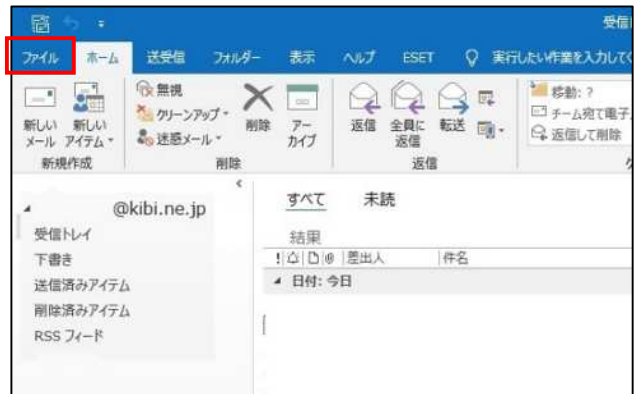 受信
ファイル ホーム 送受信 フォルダー 表示 ヘルプ ESET 実行したい作業を入力して
新しい メール
新しい アイテム
無視
クリーンアップ
迷惑メール
削除
アー カイブ
返信
全員に 返信
転送
移動: ?
チーム宛て電子
返信して削除
新規作成 削除 返信
@kibi.ne.jp
受信トレイ
下書き
送信済みアイテム
削除済みアイテム
RSS フィード
すべて 未読
結果
差出人 件名
日付: 今日